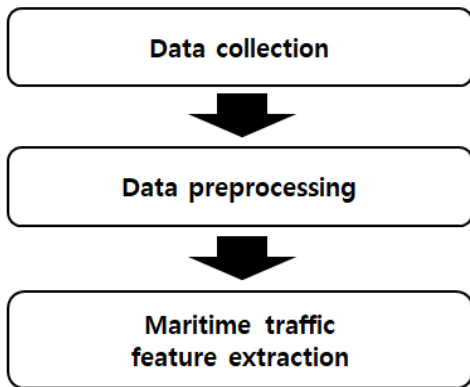 Data collection
Data preprocessing
Maritime traffic
feature extraction